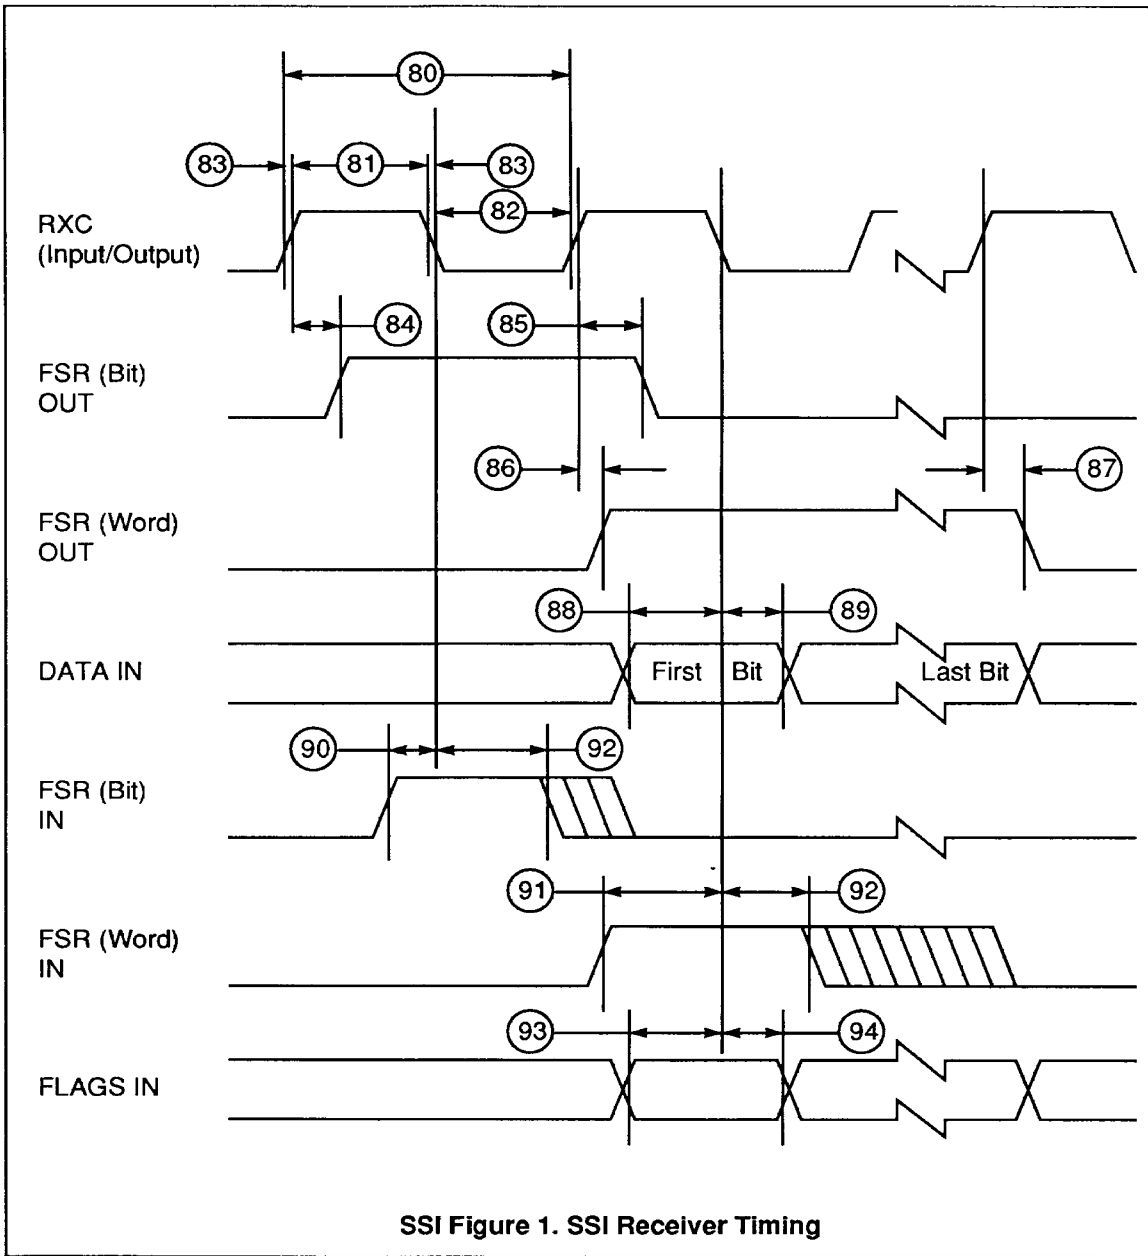 80
83
81
83
82
RXC
(Input/Output)
84
85
FSR (Bit)
OUT
86
87
FSR (Word)
OUT
88
89
DATA IN
First Bit
Last Bit
90
92
FSR (Bit)
IN
91
92
FSR (Word)
IN
93
94
FLAGS IN
SSI Figure 1. SSI Receiver Timing